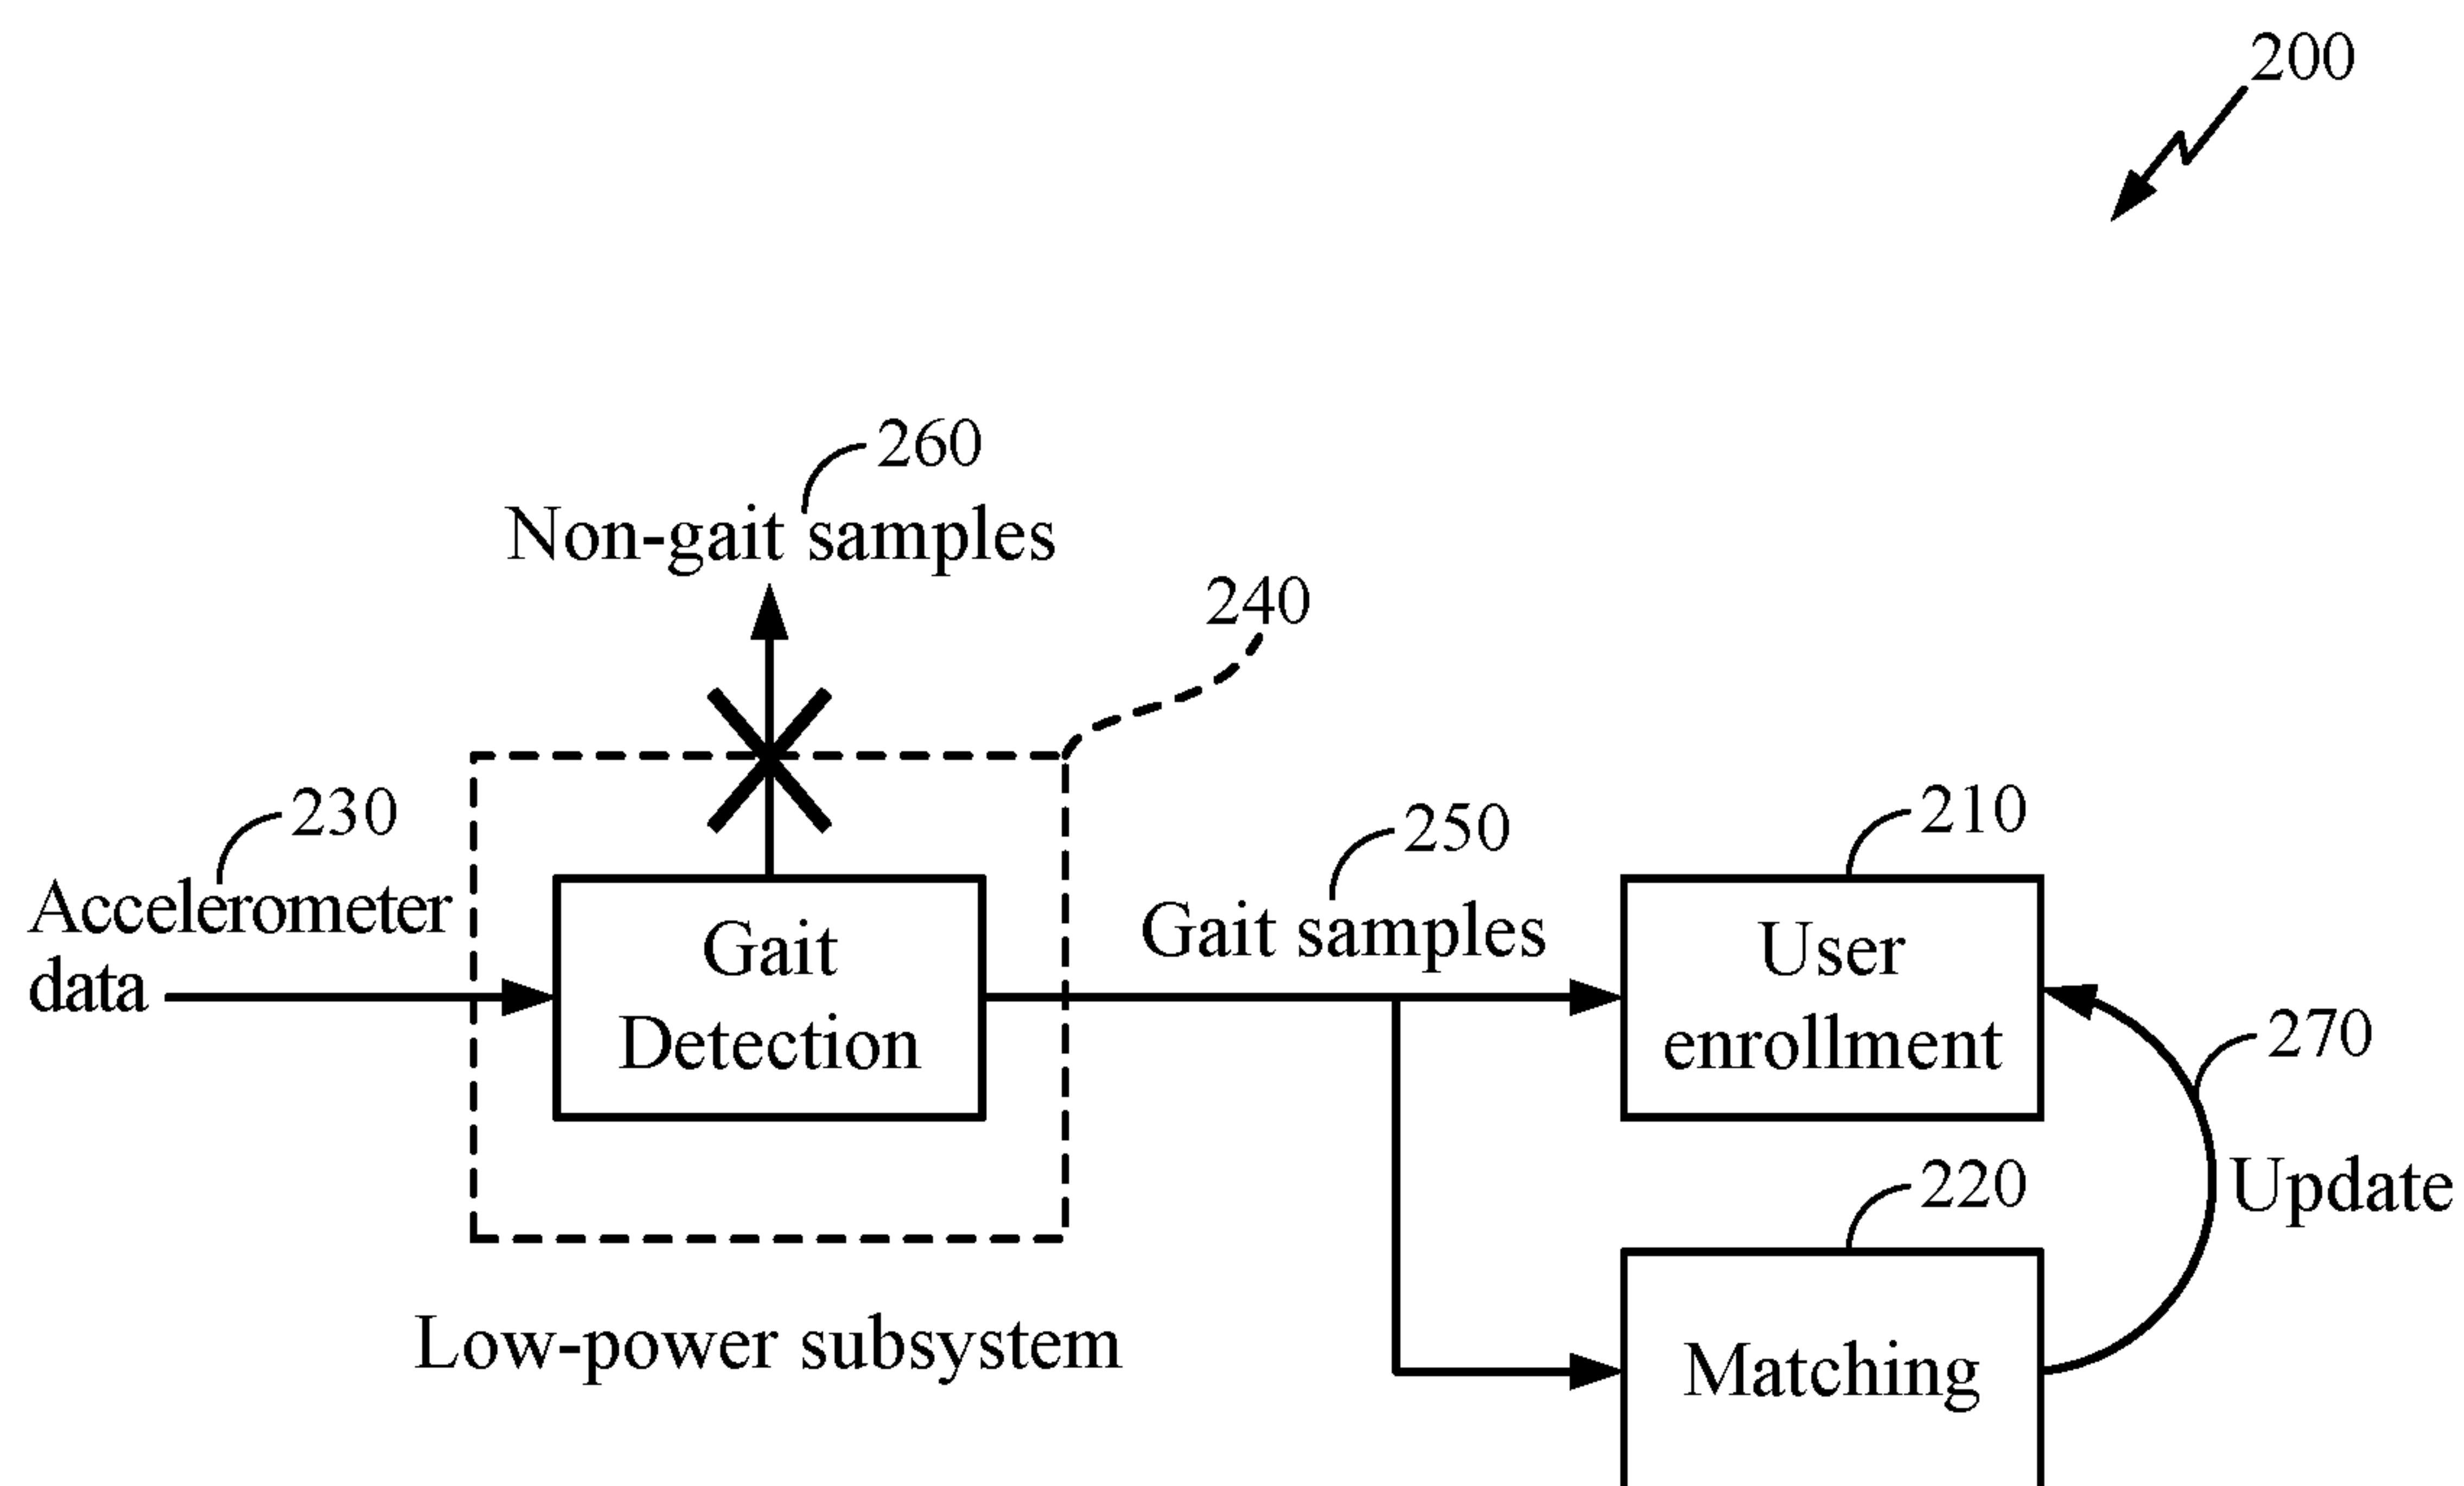 200
260
Non-gait samples
240
230
Accelerometer
data
Gait
Detection
250
Gait samples
210
User
enrollment
270
Update
220
Matching
Low-power subsystem